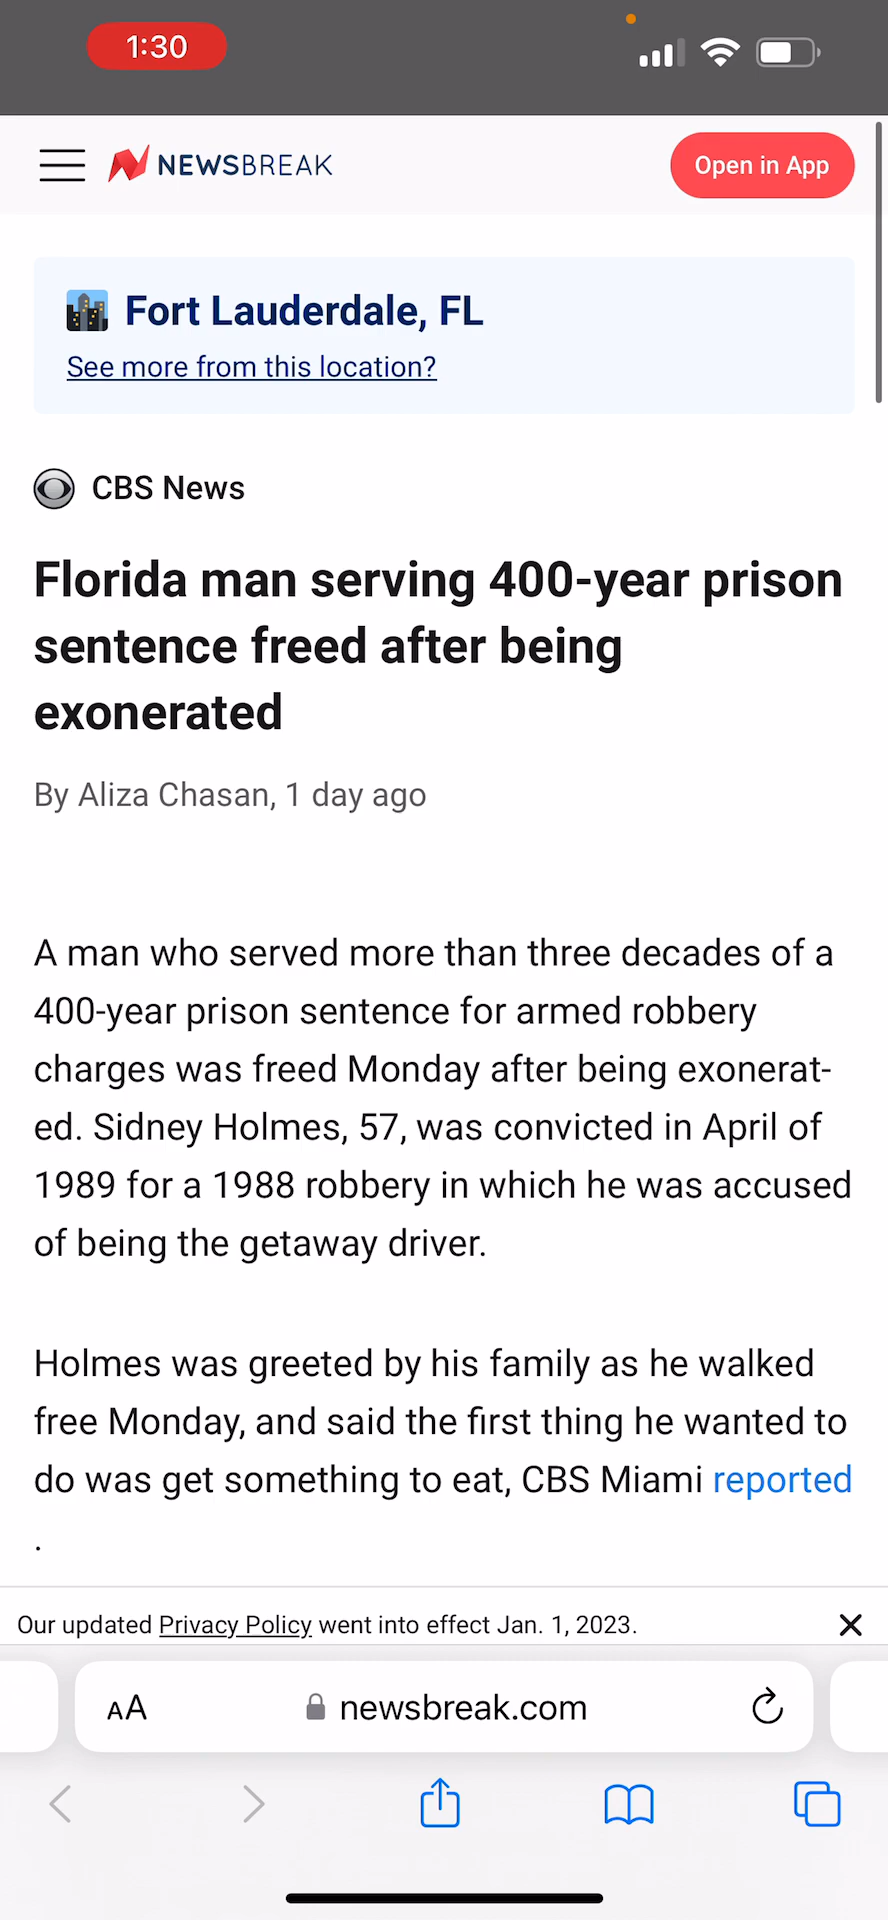 1:30
NEWSBREAK
Open in App
Fort Lauderdale, FL
See more from this location?
CBS News
Florida man serving 400-year prison
sentence freed after being
exonerated
By Aliza Chasan, 1 day ago
A man who served more than three decades of a
400-year prison sentence for armed robbery
charges was freed Monday after being exonerat-
ed. Sidney Holmes, 57, was convicted in April of
1989 for a 1988 robbery in which he was accused
of being the getaway driver.
Holmes was greeted by his family as he walked
free Monday, and said the first thing he wanted to
do was get something to eat, CBS Miami reported
.
Our updated Privacy Policy went into effect Jan. 1, 2023.
AA newsbreak.com